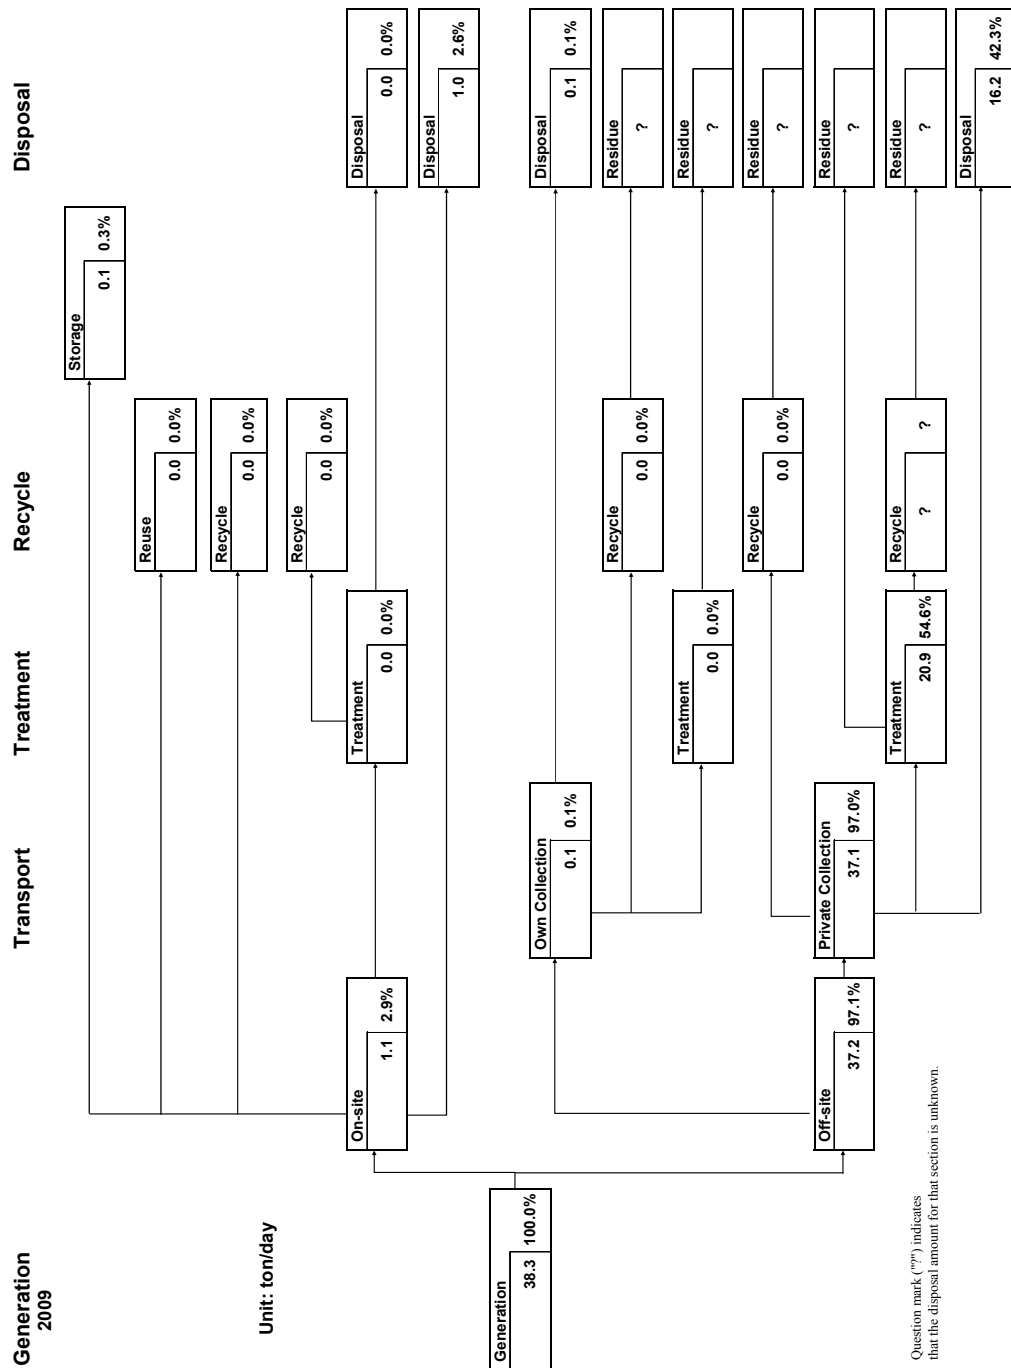 Generation
2009
Transport
Treatment
Recycle
Disposal
Unit: ton/day
Storage
0.1 0.3%
Reuse
0.0 0.0%
Recycle
0.0 0.0%
Recycle
0.0 0.0%
On-site
1.1 2.9%
Treatment
0.0 0.0%
Disposal
0.0 0.0%
Disposal
1.0 2.6%
Generation
38.3 100.0%
Own Collection
0.1 0.1%
Disposal
0.1 0.1%
Recycle
0.0 0.0%
Residue
?
Treatment
0.0 0.0%
Residue
?
Recycle
0.0 0.0%
Residue
?
Off-site
37.2 97.1%
Private Collection
37.1 97.0%
Residue
?
Treatment
20.9 54.6%
Recycle
? ?
Residue
?
Disposal
16.2 42.3%
Question mark ("?") indicates
that the disposal amount for that section is unknown.